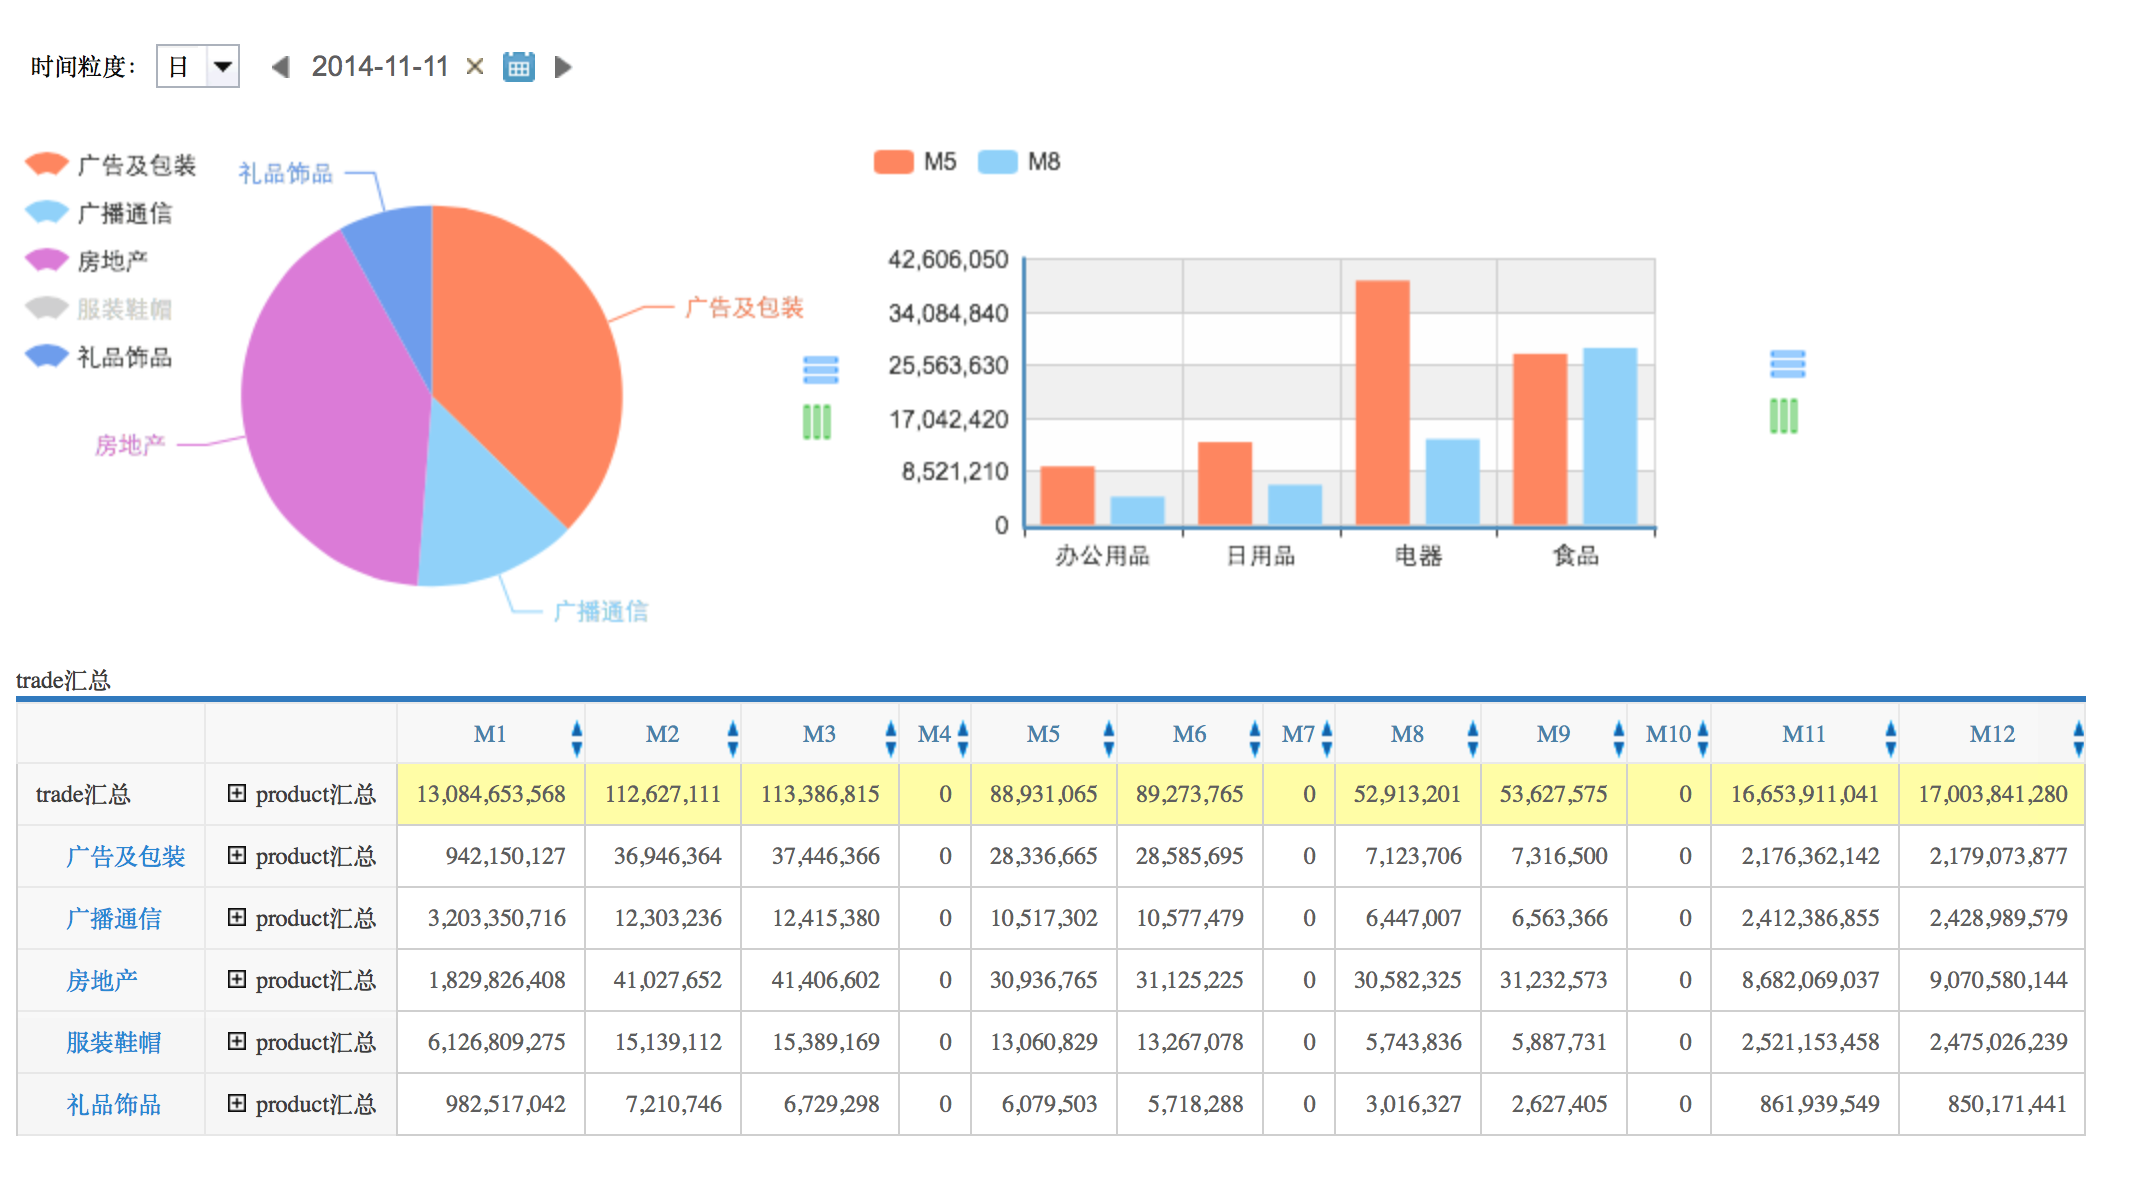 时间粒度： 日 2014-11-11
广告及包装
广播通信
房地产
服装鞋帽
礼品饰品
礼品饰品
广告及包装
房地产
广播通信
M5 M8
42,606,050
34,084,840
25,563,630
17,042,420
8,521,210
0
办公用品 日用品 电器 食品
trade汇总
M1 M2 M3 M4 M5 M6 M7 M8 M9 M10 M11 M12
trade汇总 product汇总 13,084,653,568 112,627,111 113,386,815 0 88,931,065 89,273,765 0 52,913,201 53,627,575 0 16,653,911,041 17,003,841,280
广告及包装 product汇总 942,150,127 36,946,364 37,446,366 0 28,336,665 28,585,695 0 7,123,706 7,316,500 0 2,176,362,142 2,179,073,877
广播通信 product汇总 3,203,350,716 12,303,236 12,415,380 0 10,517,302 10,577,479 0 6,447,007 6,563,366 0 2,412,386,855 2,428,989,579
房地产 product汇总 1,829,826,408 41,027,652 41,406,602 0 30,936,765 31,125,225 0 30,582,325 31,232,573 0 8,682,069,037 9,070,580,144
服装鞋帽 product汇总 6,126,809,275 15,139,112 15,389,169 0 13,060,829 13,267,078 0 5,743,836 5,887,731 0 2,521,153,458 2,475,026,239
礼品饰品 product汇总 982,517,042 7,210,746 6,729,298 0 6,079,503 5,718,288 0 3,016,327 2,627,405 0 861,939,549 850,171,441